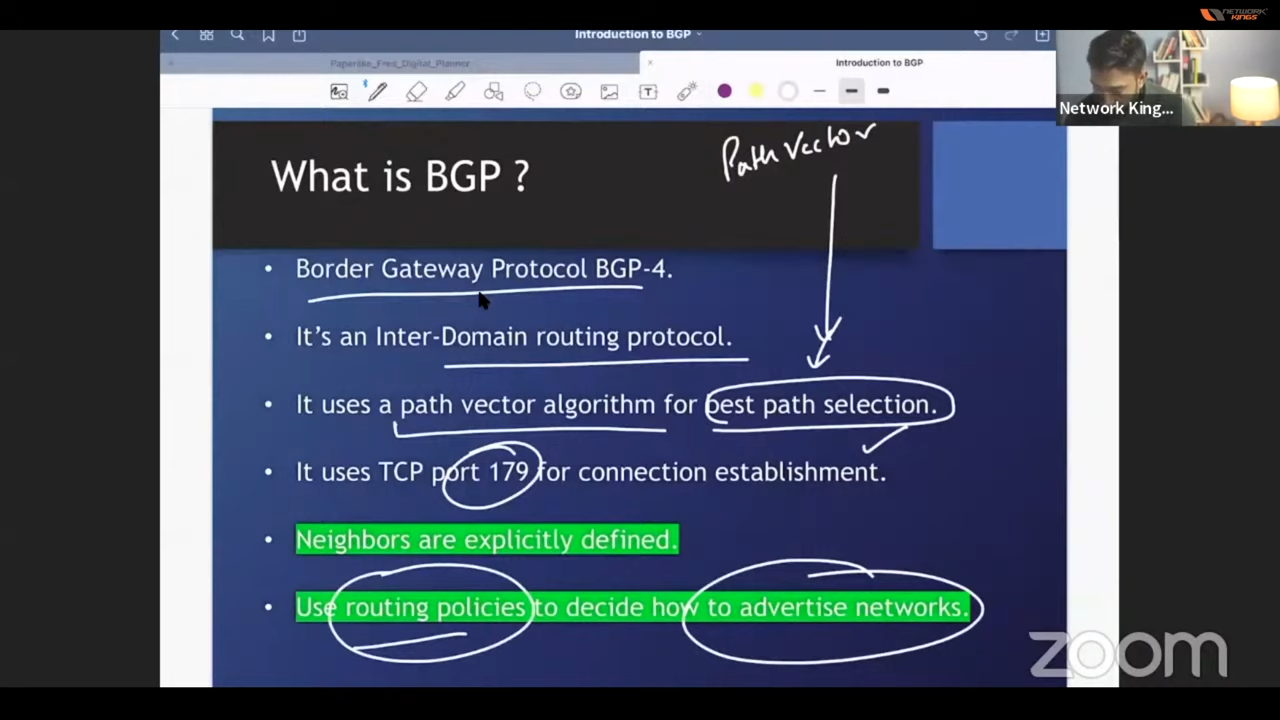 NETWORK
KINGS
Introduction to BGP
Paperlike_Free_Digital_Planner
Introduction to BGP
Network King...
What is BGP ?
Path Vector
• Border Gateway Protocol BGP-4.
• It's an Inter-Domain routing protocol.
• It uses a path vector algorithm for best path selection.
• It uses TCP port 179 for connection establishment.
• Neighbors are explicitly defined.
• Use routing policies to decide how to advertise networks.
zoom